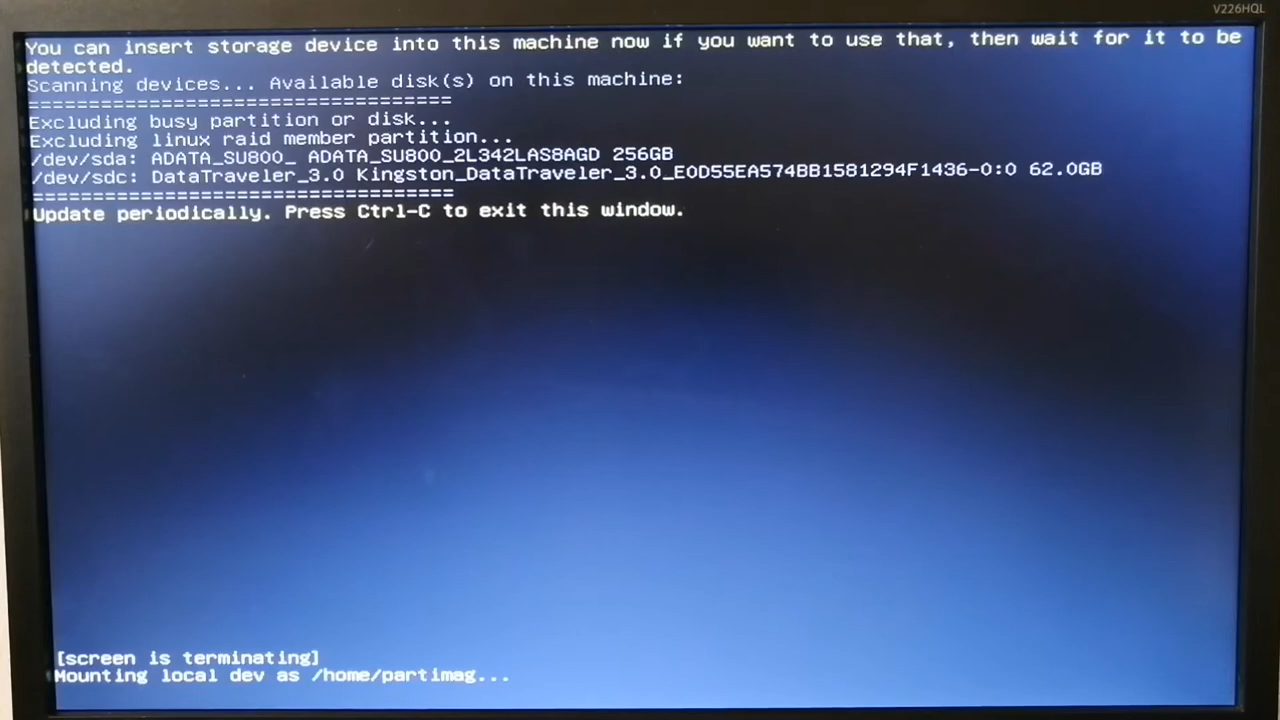 V226HQL
You can insert storage device into this machine now if you want to use that, then wait for it to be
detected.
Scanning devices... Available disk(s) on this machine:
===================================
Excluding busy partition or disk...
Excluding linux raid member partition...
/dev/sda: ADATA_SU800_ ADATA_SU800_2L342LAS8AGD 256GB
/dev/sdc: DataTraveler_3.0 Kingston_DataTraveler_3.0_E0D55EA574BB1581294F1436-0:0 62.0GB
===================================
Update periodically. Press Ctrl-C to exit this window.
[screen is terminating]
Mounting local dev as /home/partimag...